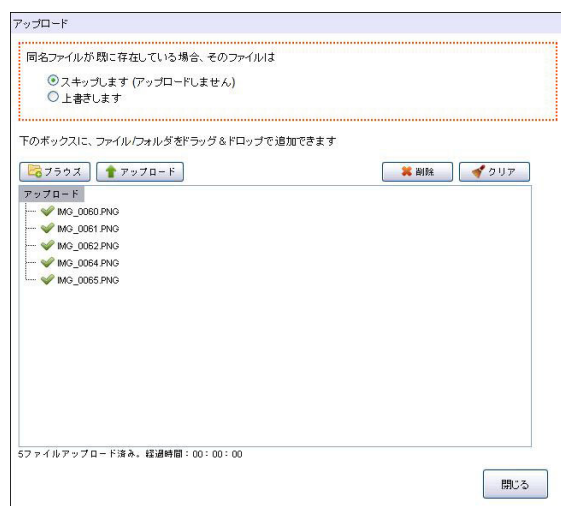 アップロード
同名ファイルが既に存在している場合、そのファイルは
スキップします (アップロードしません)
上書きします
下のボックスに、ファイル/フォルダをドラッグ&ドロップで追加できます
ブラウズ アップロード 削除 クリア
アップロード
IMG_0060.PNG
IMG_0061.PNG
IMG_0062.PNG
IMG_0064.PNG
IMG_0065.PNG
5ファイルアップロード済み。経過時間:00:00:00
閉じる